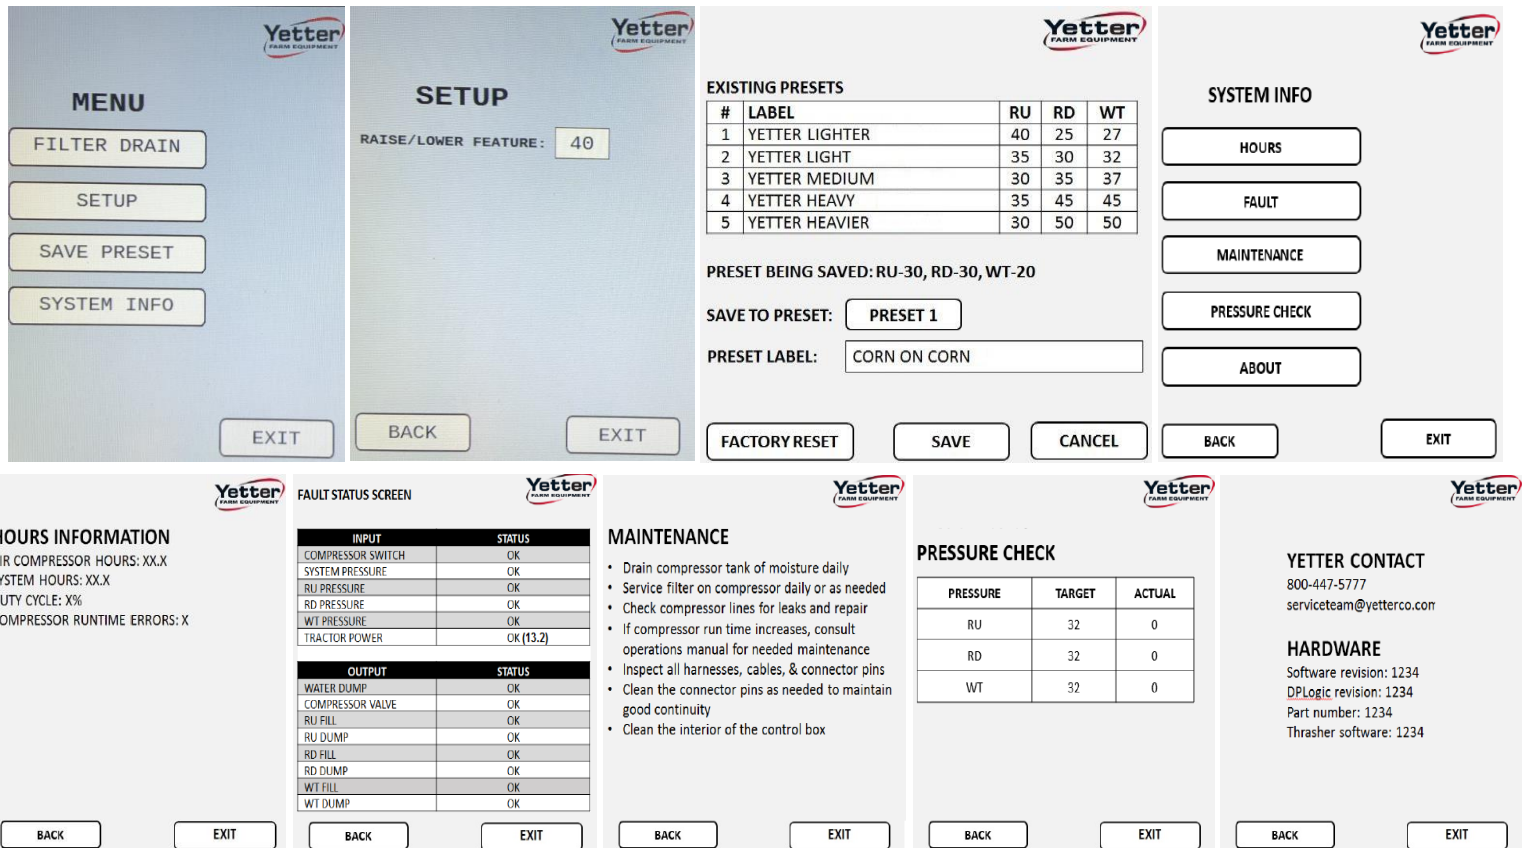 Yetter
FARM EQUIPMENT
MENU
FILTER DRAIN
SETUP
SAVE PRESET
SYSTEM INFO
EXIT
Yetter
FARM EQUIPMENT
SETUP
RAISE/LOWER FEATURE: 40
BACK EXIT
Yetter
FARM EQUIPMENT
EXISTING PRESETS
# LABEL RU RD WT
1 YETTER LIGHTER 40 25 27
2 YETTER LIGHT 35 30 32
3 YETTER MEDIUM 30 35 37
4 YETTER HEAVY 35 45 45
5 YETTER HEAVIER 30 50 50
PRESET BEING SAVED: RU-30, RD-30, WT-20
SAVE TO PRESET: PRESET 1
PRESET LABEL: CORN ON CORN
FACTORY RESET SAVE CANCEL
Yetter
FARM EQUIPMENT
SYSTEM INFO
HOURS
FAULT
MAINTENANCE
PRESSURE CHECK
ABOUT
BACK EXIT
Yetter
FARM EQUIPMENT
HOURS INFORMATION
IR COMPRESSOR HOURS: XX.X
YSTEM HOURS: XX.X
UTY CYCLE: X%
OMPRESSOR RUNTIME ERRORS: X
BACK EXIT
Yetter
FARM EQUIPMENT
FAULT STATUS SCREEN
INPUT STATUS
COMPRESSOR SWITCH OK
SYSTEM PRESSURE OK
RU PRESSURE OK
RD PRESSURE OK
WT PRESSURE OK
TRACTOR POWER OK (13.2)
OUTPUT STATUS
WATER DUMP OK
COMPRESSOR VALVE OK
RU FILL OK
RU DUMP OK
RD FILL OK
RD DUMP OK
WT FILL OK
WT DUMP OK
BACK EXIT
Yetter
FARM EQUIPMENT
MAINTENANCE
• Drain compressor tank of moisture daily
• Service filter on compressor daily or as needed
• Check compressor lines for leaks and repair
• If compressor run time increases, consult
operations manual for needed maintenance
• Inspect all harnesses, cables, & connector pins
• Clean the connector pins as needed to maintain
good continuity
• Clean the interior of the control box
BACK EXIT
Yetter
FARM EQUIPMENT
PRESSURE CHECK
PRESSURE TARGET ACTUAL
RU 32 0
RD 32 0
WT 32 0
BACK EXIT
Yetter
FARM EQUIPMENT
YETTER CONTACT
800-447-5777
serviceteam@yetterco.com
HARDWARE
Software revision: 1234
DPLogic revision: 1234
Part number: 1234
Thrasher software: 1234
BACK EXIT